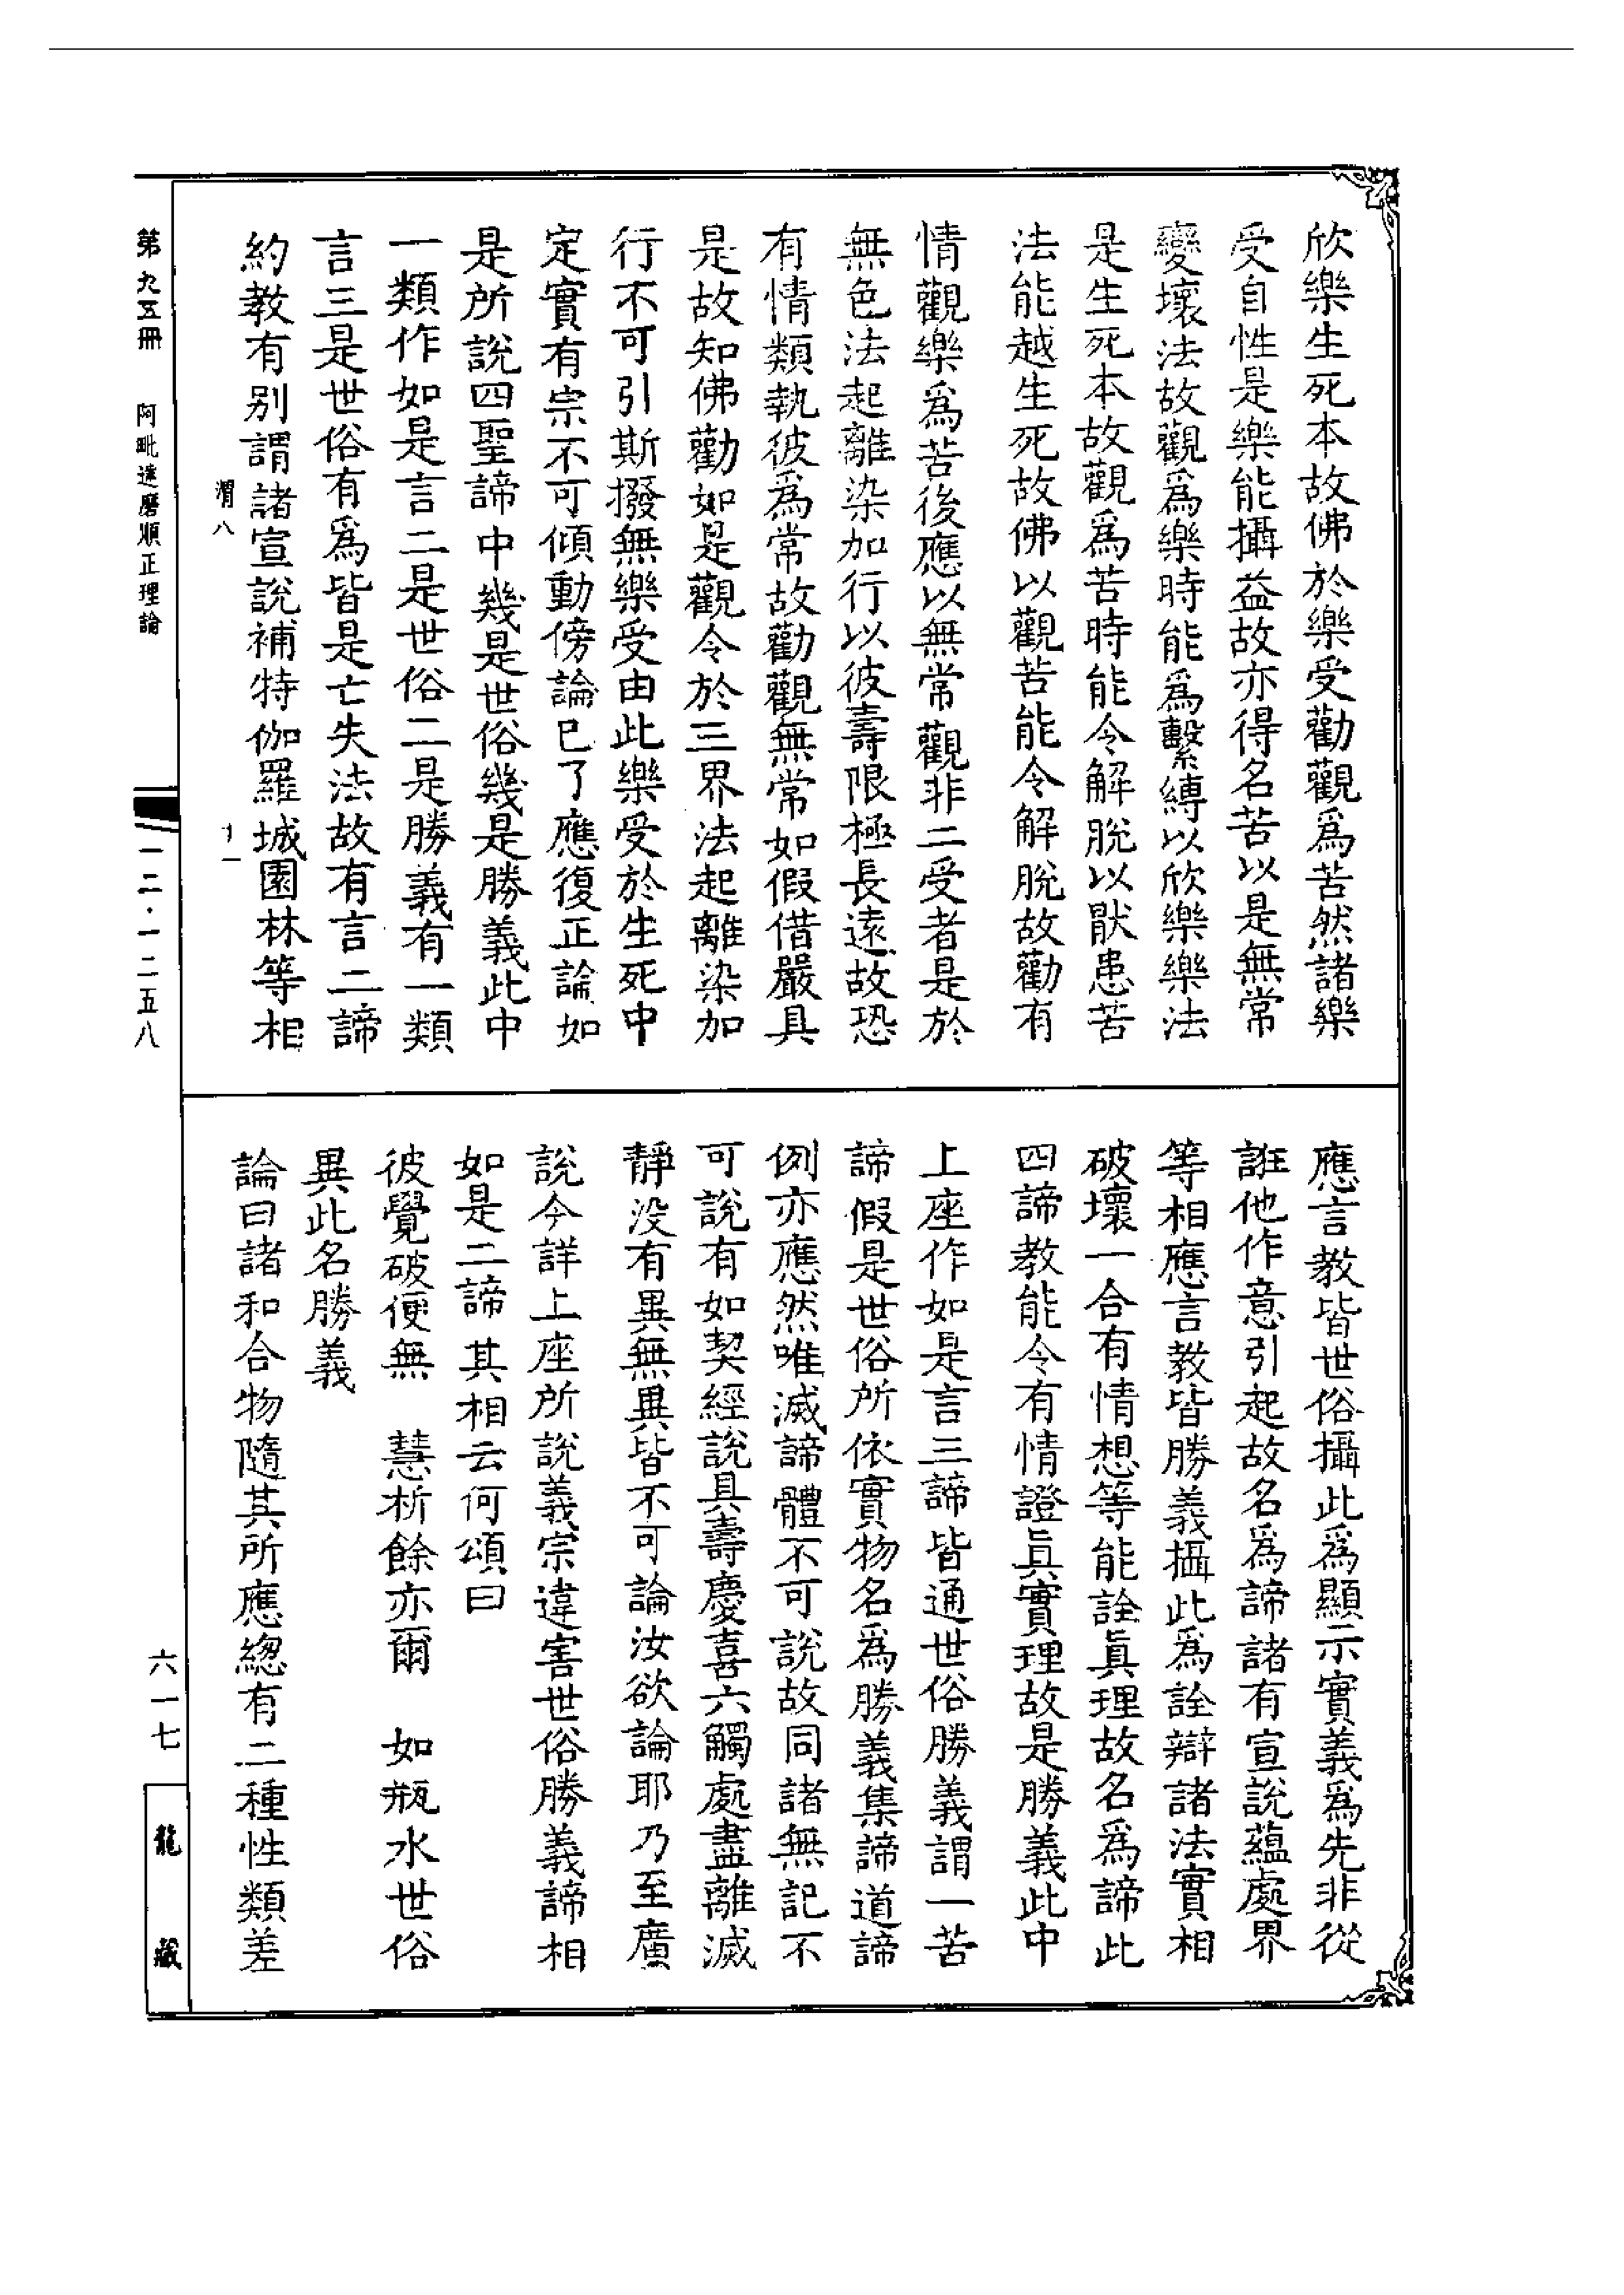 欣樂生死本故佛於樂受勸觀爲苦然諸樂
受自性是樂能攝益故亦得名苦以是無常
變壞法故觀爲樂時能爲繫縛以欣樂樂法
是生死本故觀爲苦時能令解脫以厭患苦
法能越生死故佛以觀苦能令解脫故勸有
情觀樂爲苦後應以無常觀非二受者是於
無色法起離染加行以彼壽限極長遠故恐
有情類執彼爲常故勸觀無常如假借嚴具
是故知佛勸如是觀令於三界法起離染加
行不可引斯撥無樂受由此樂受於生死中
定實有宗不可傾動傍論已了應復正論如
是所說四聖諦中幾是世俗幾是勝義此中
一類作如是言二是世俗二是勝義有一類
言三是世俗有爲皆是亡失法故有言二諦
約教有別謂諸宣說補特伽羅城園林等相
渭八
十一
應言教皆世俗攝此爲顯示實義爲先非從
誑他作意引起故名爲諦諸有宣說蘊處界
等相應言教皆勝義攝此爲詮辯諸法實相
破壞一合有情想等能詮眞理故名爲諦此
四諦教能令有情證眞實理故是勝義此中
上座作如是言三諦皆通世俗勝義謂一苦
諦假是世俗所依實物名爲勝義集諦道諦
例亦應然唯滅諦體不可說故同諸無記不
可說有如契經說具壽慶喜六觸處盡離滅
靜沒有異無異皆不可論汝欲論耶乃至廣
說今詳上座所說義宗違害世俗勝義諦相
如是二諦其相云何頌曰
彼覺破便無　慧析餘亦爾　如瓶水世俗
異此名勝義
論曰諸和合物隨其所應總有二種性類差
第九五冊　阿毗達磨順正理論
一二·一二五八
六一七
龍藏